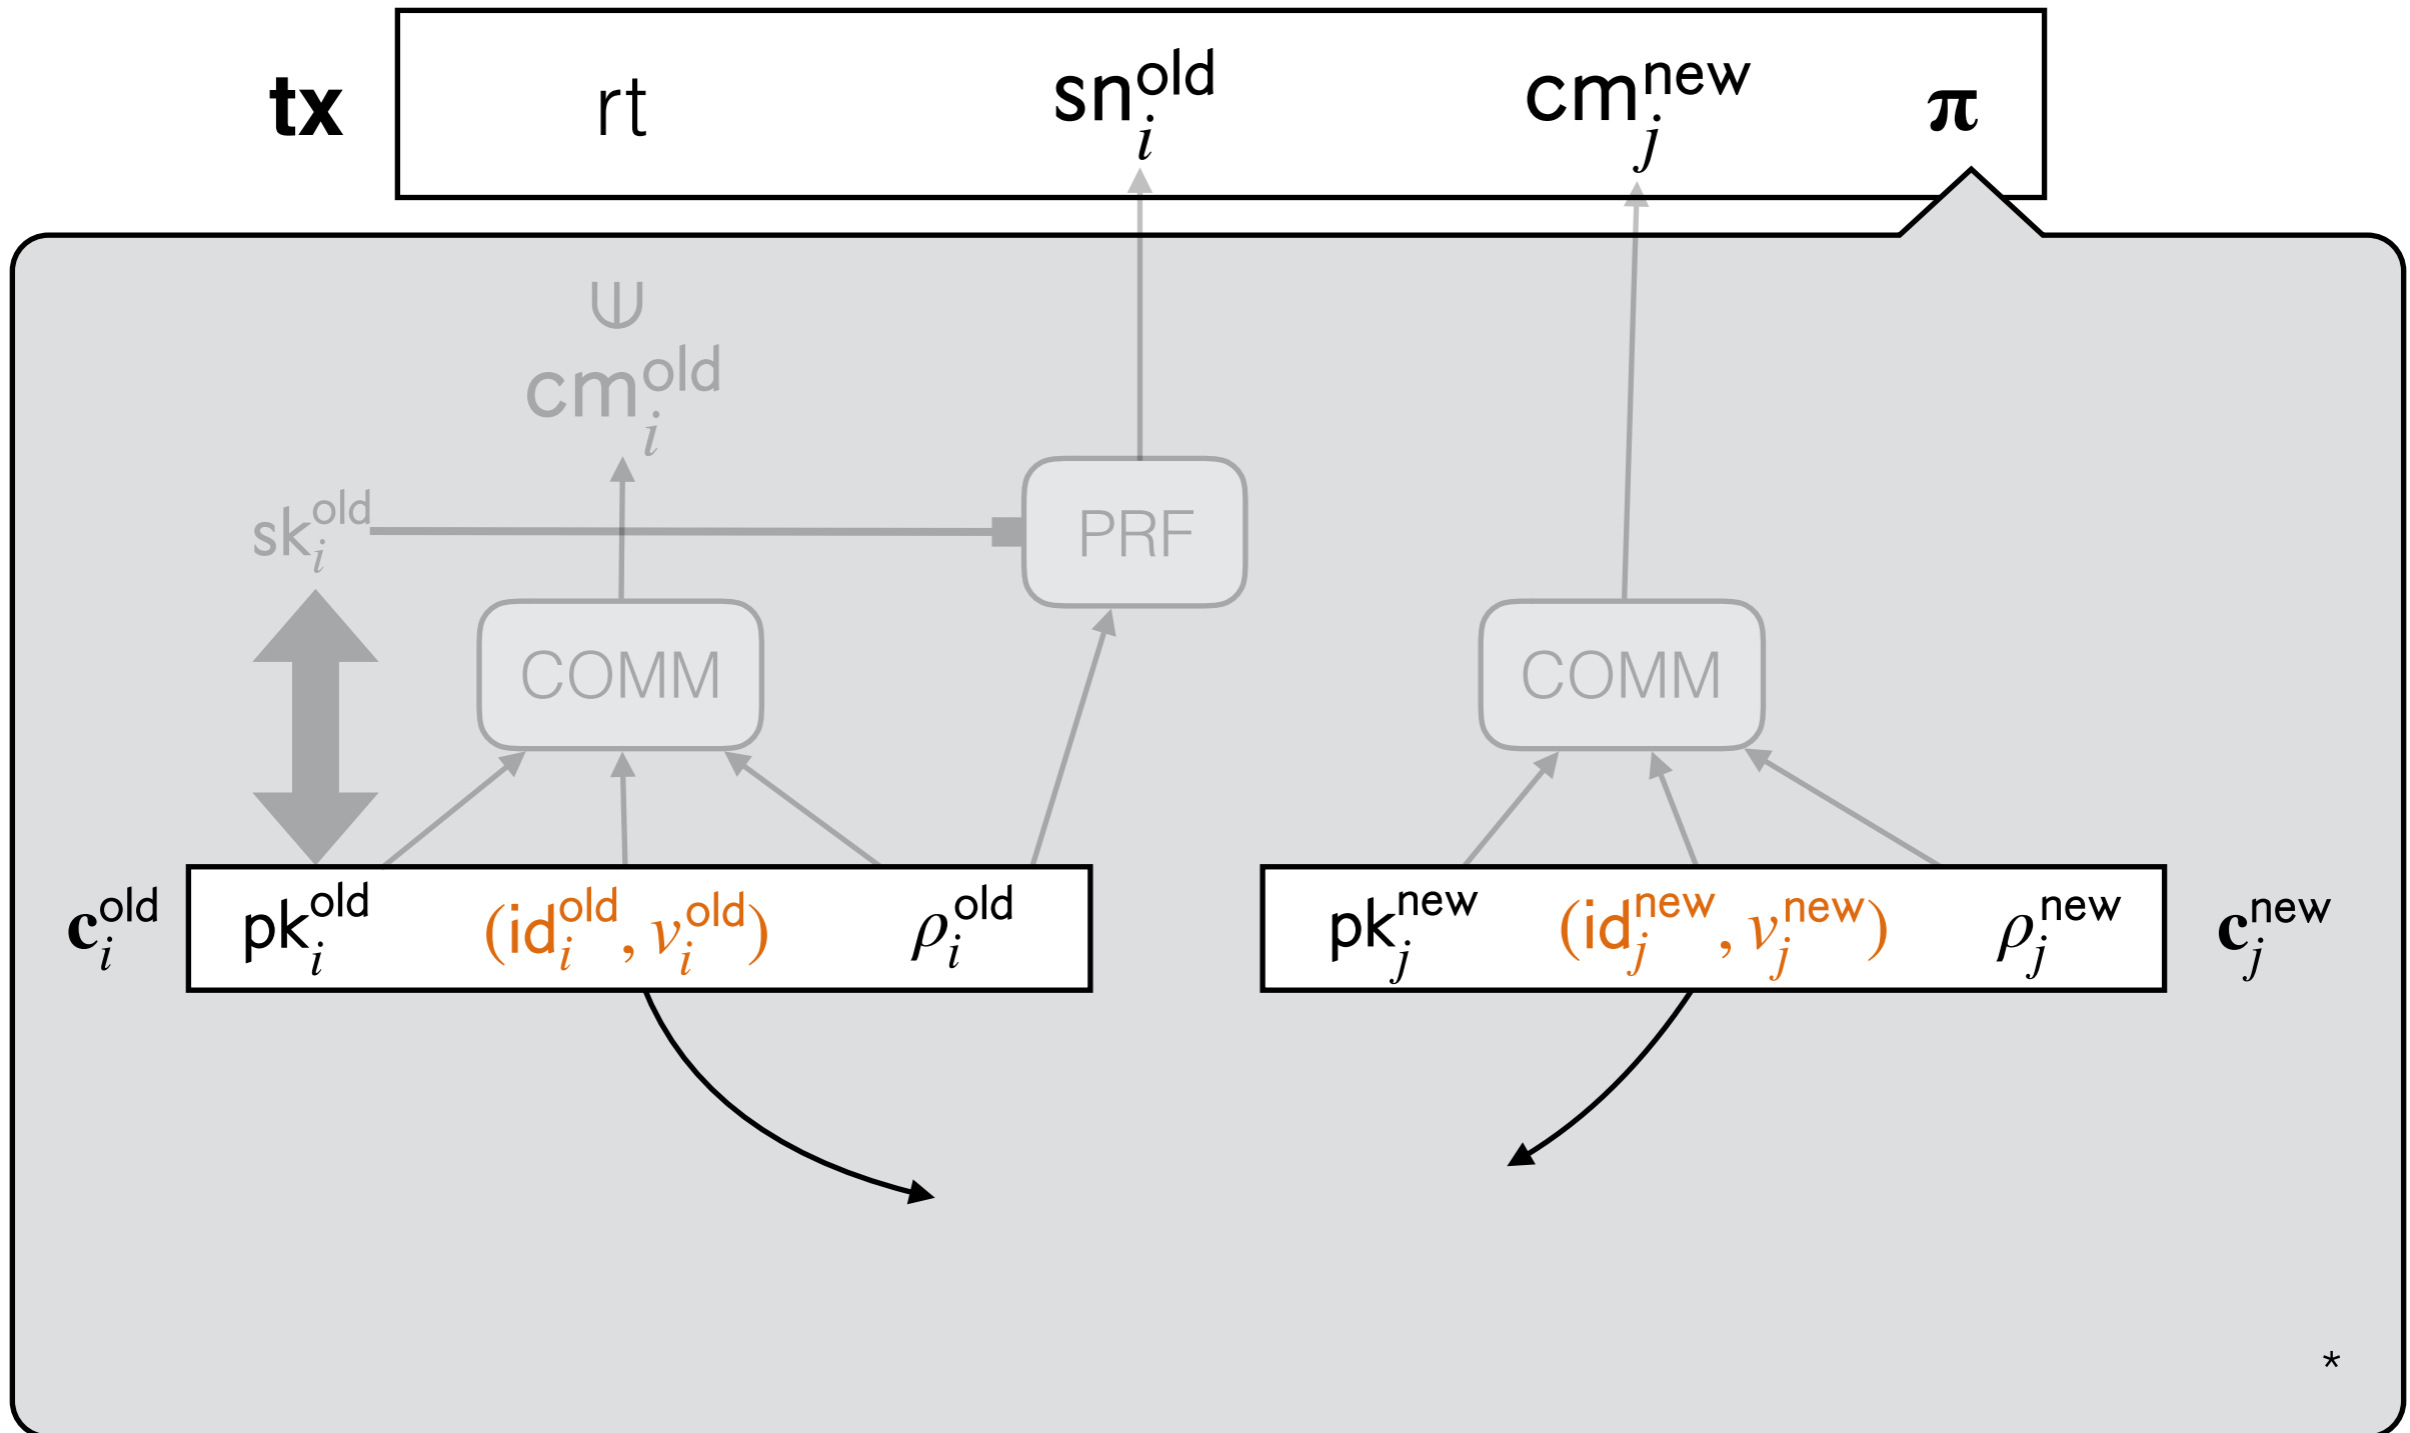 tx rt sn_i^old cm_j^new π
∈
cm_i^old
sk_i^old PRF
COMM COMM
c_i^old pk_i^old (id_i^old, v_i^old) ρ_i^old pk_j^new (id_j^new, v_j^new) ρ_j^new c_j^new
*